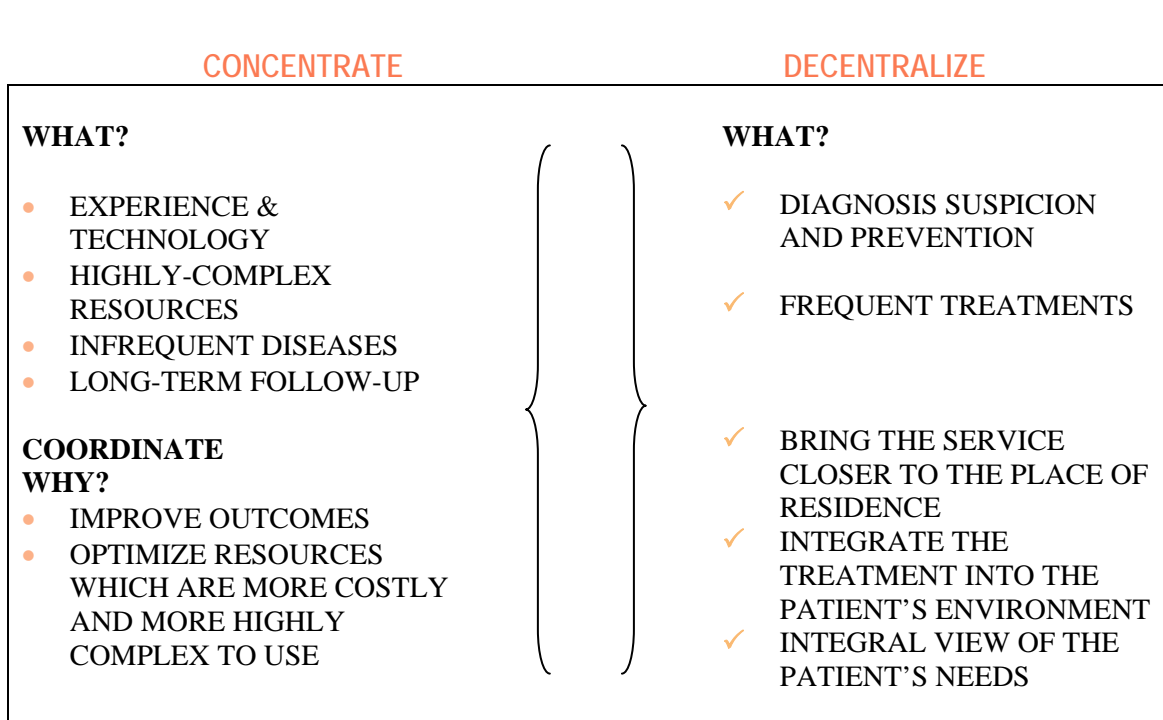 CONCENTRATE
DECENTRALIZE
WHAT?
EXPERIENCE &
TECHNOLOGY
HIGHLY-COMPLEX
RESOURCES
INFREQUENT DISEASES
LONG-TERM FOLLOW-UP
COORDINATE
WHY?
IMPROVE OUTCOMES
OPTIMIZE RESOURCES
WHICH ARE MORE COSTLY
AND MORE HIGHLY
COMPLEX TO USE
WHAT?
DIAGNOSIS SUSPICION
AND PREVENTION
FREQUENT TREATMENTS
BRING THE SERVICE
CLOSER TO THE PLACE OF
RESIDENCE
INTEGRATE THE
TREATMENT INTO THE
PATIENT’S ENVIRONMENT
INTEGRAL VIEW OF THE
PATIENT’S NEEDS